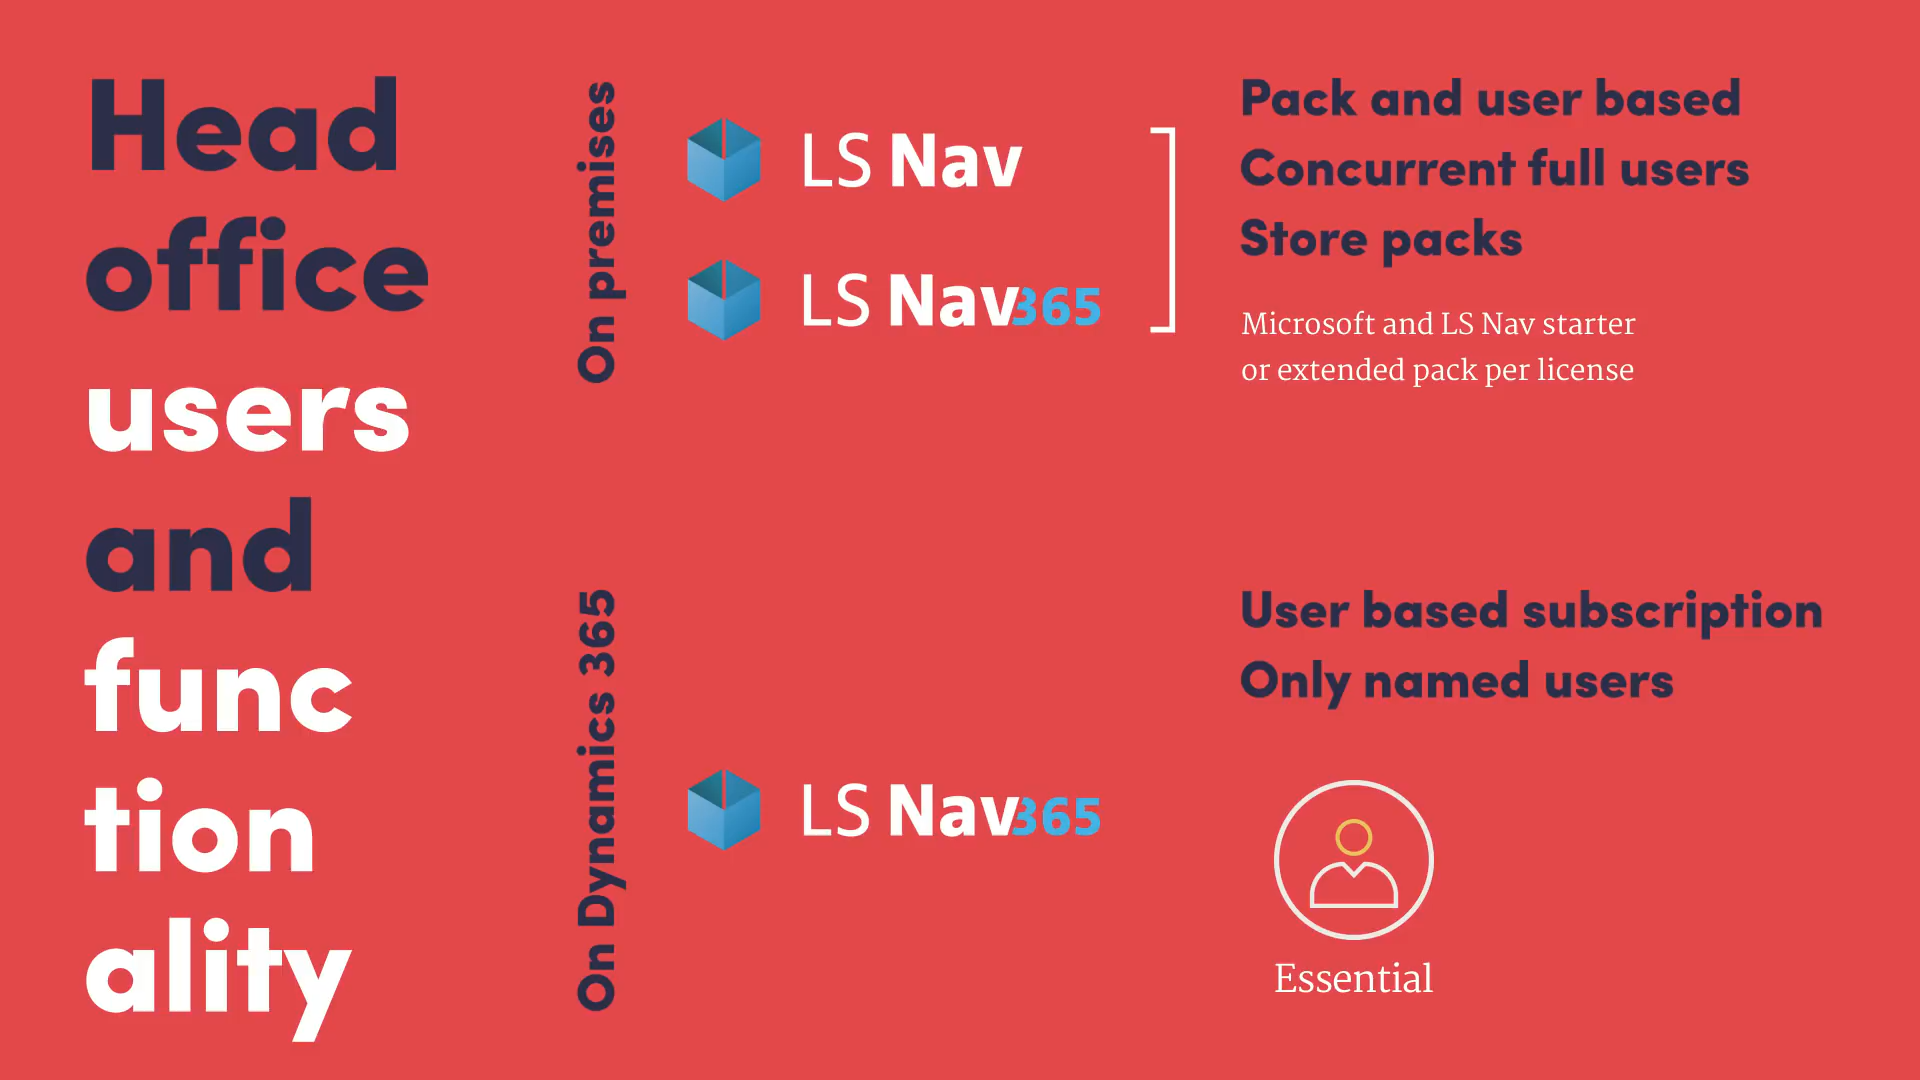 Head
office
users
and
func
tion
ality
On premises
LS Nav
LS Nav365
Pack and user based
Concurrent full users
Store packs
Microsoft and LS Nav starter
or extended pack per license
On Dynamics 365
LS Nav365
User based subscription
Only named users
Essential